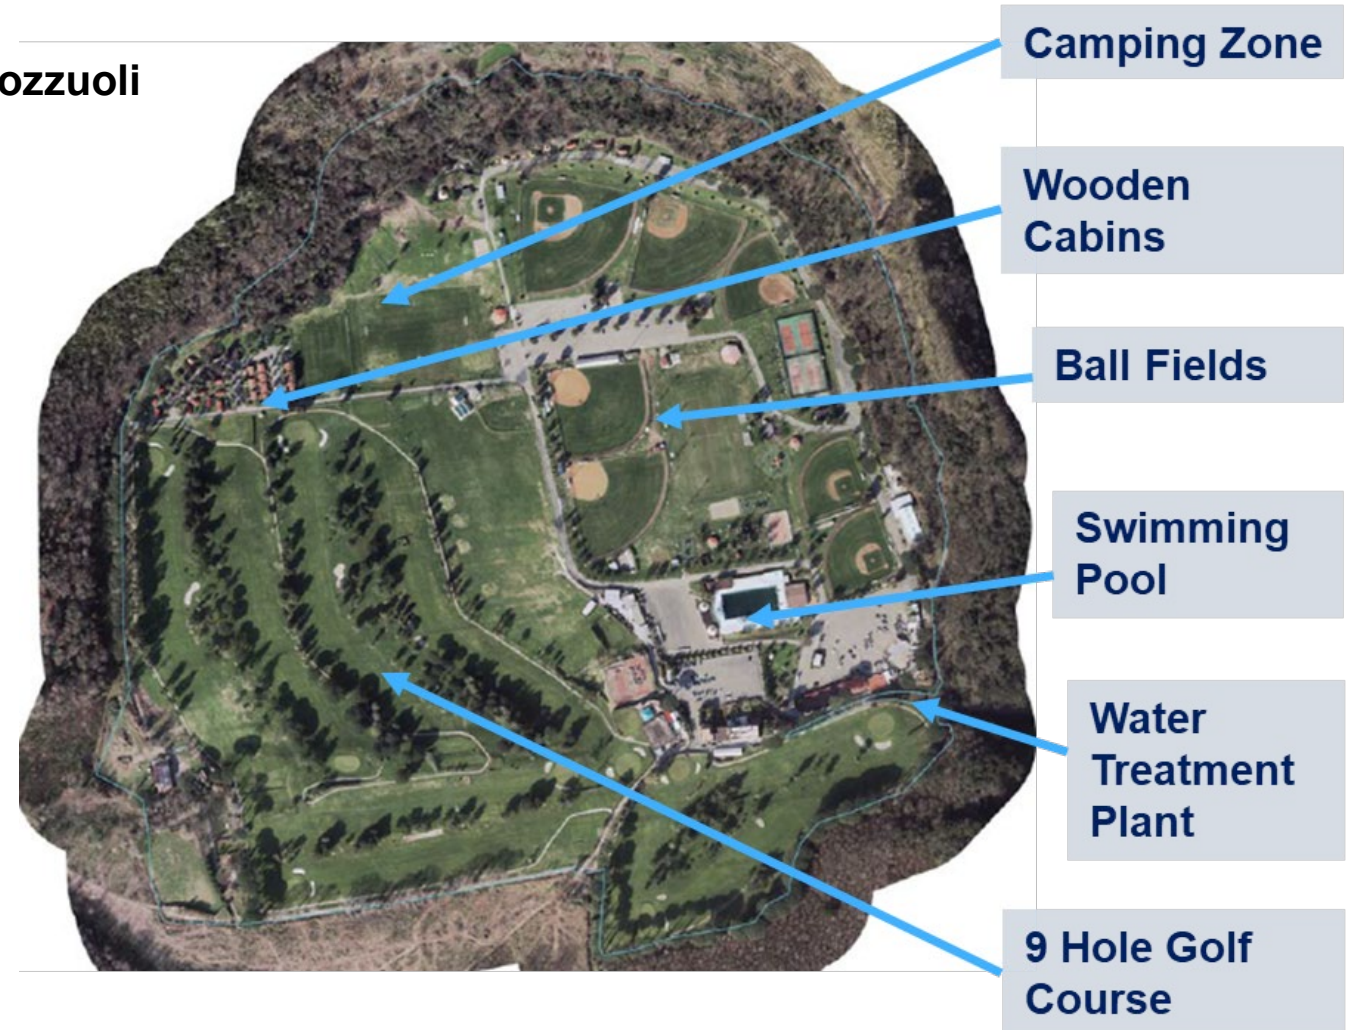 ozzuoli
Camping Zone
Wooden
Cabins
Ball Fields
Swimming
Pool
Water
Treatment
Plant
9 Hole Golf
Course